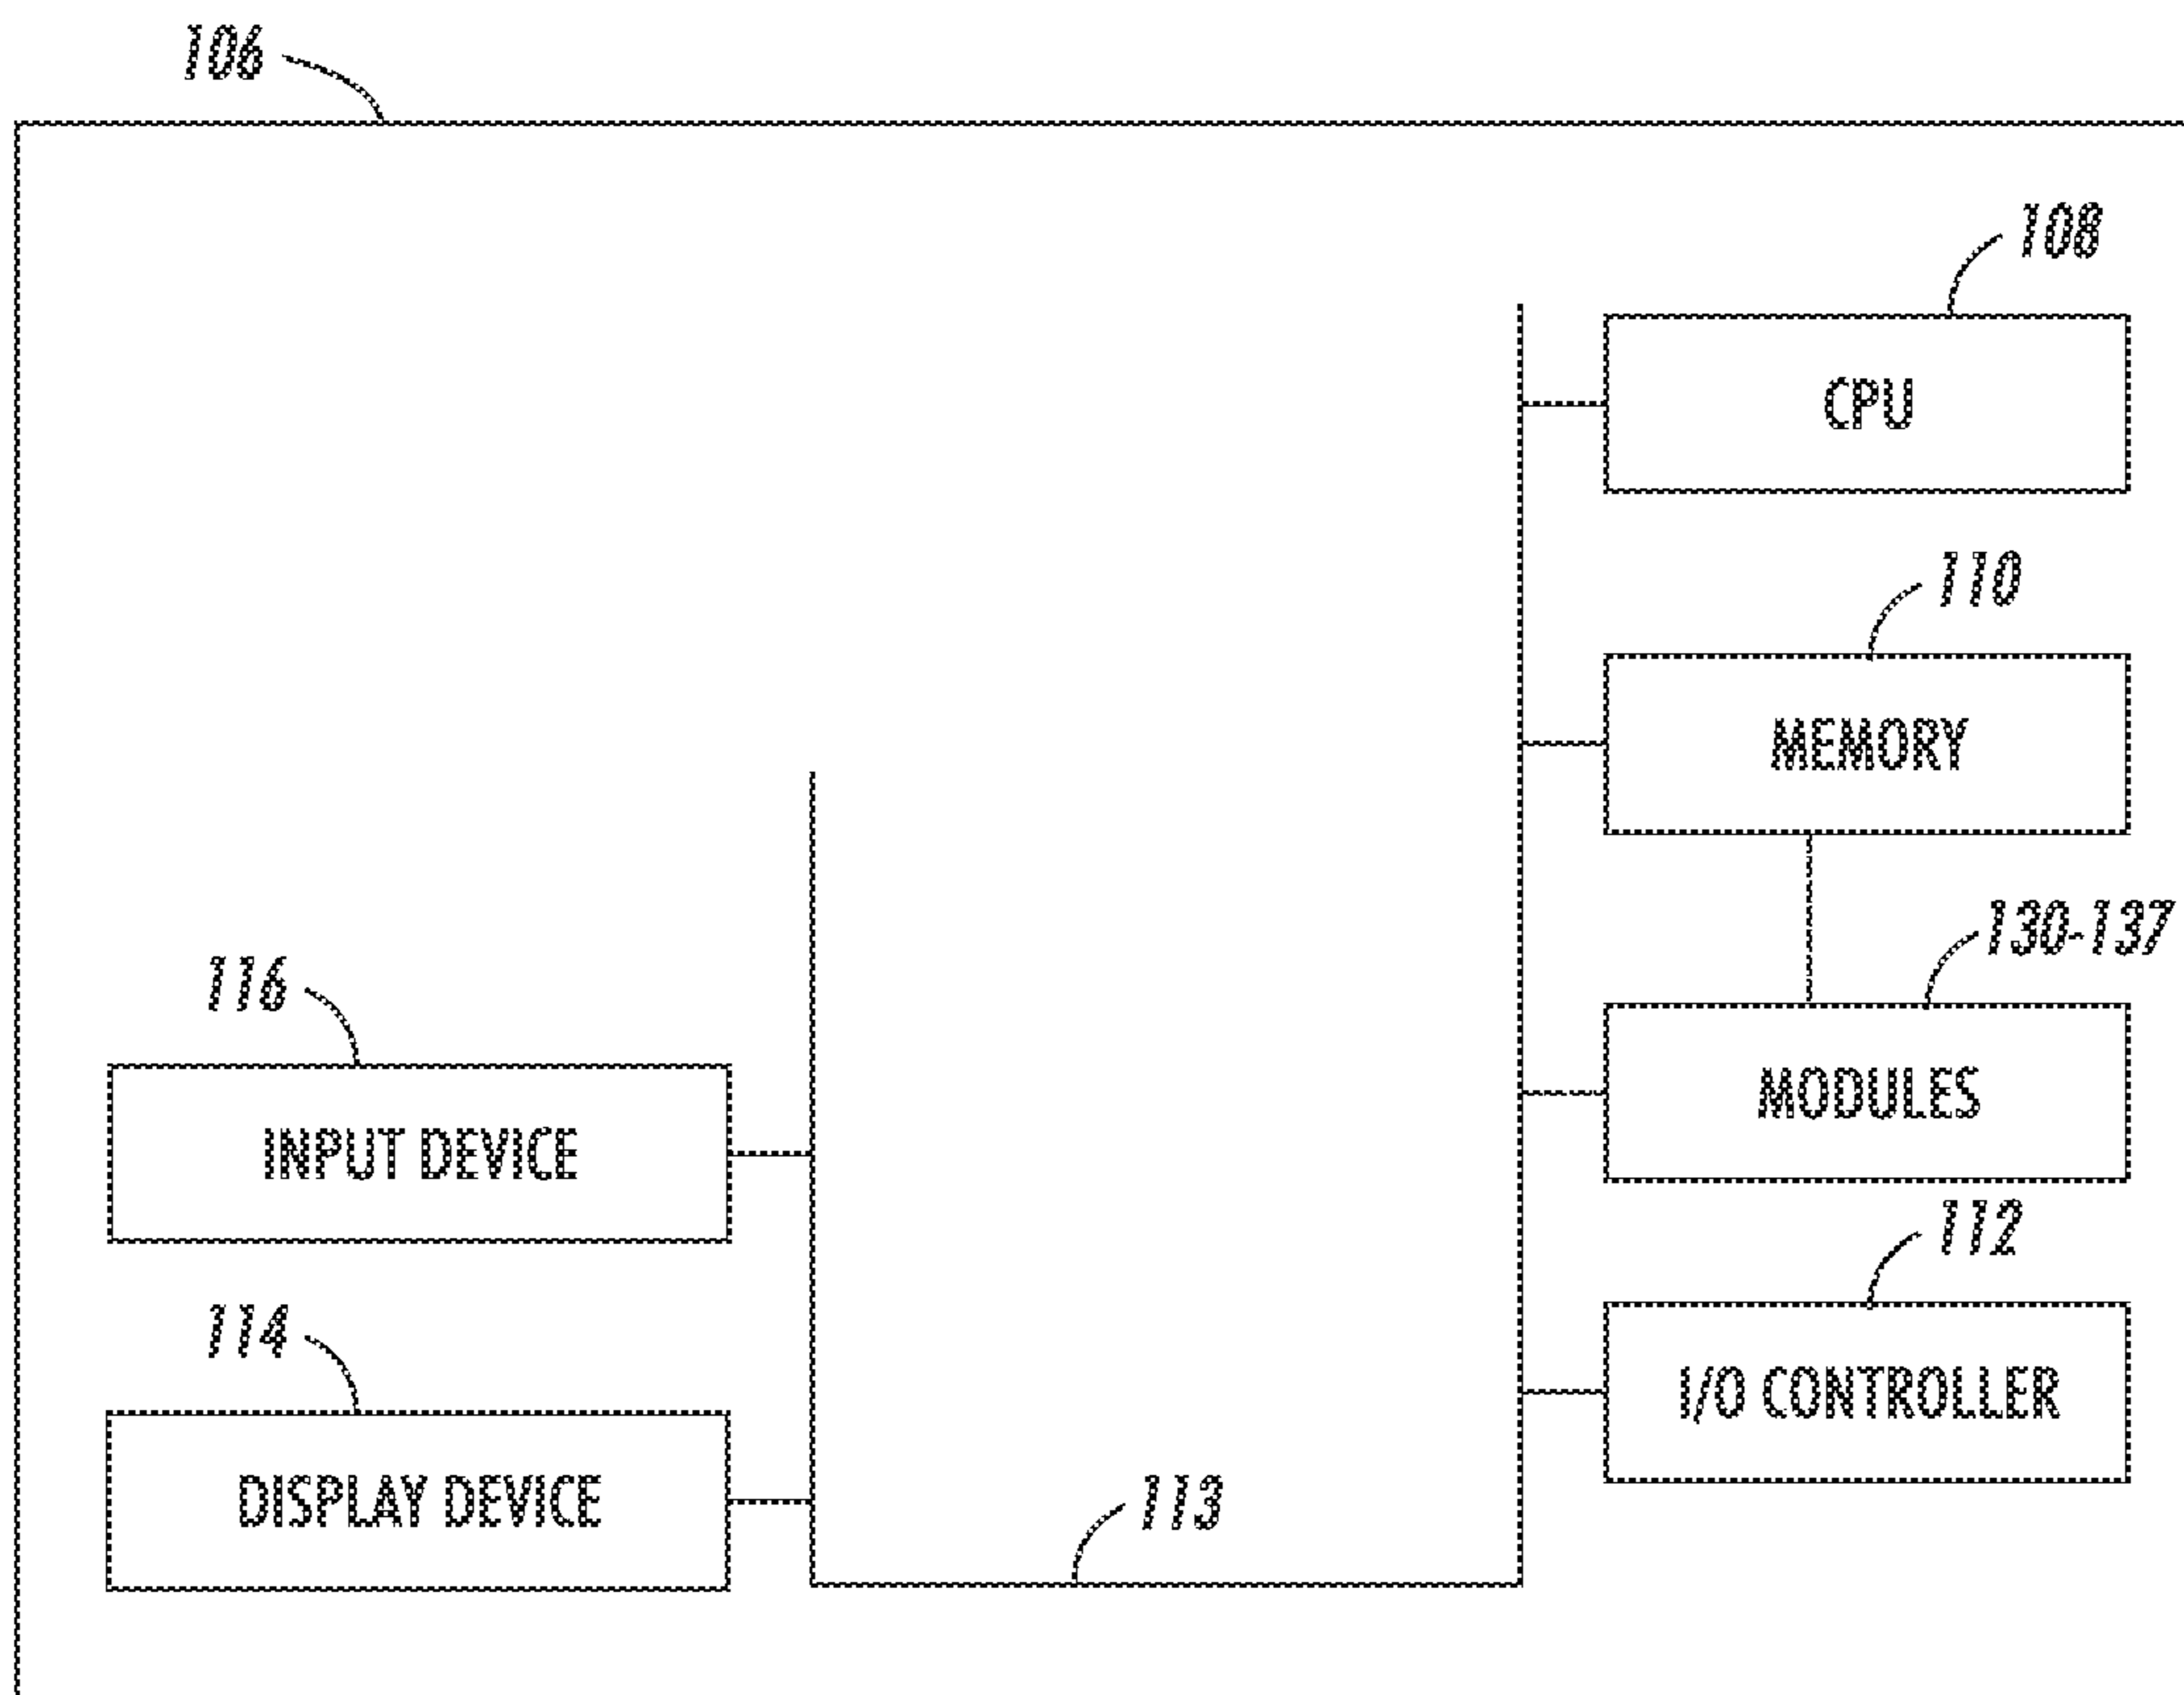 106
108
CPU
110
MEMORY
130-137
MODULES
116
INPUT DEVICE
112
I/O CONTROLLER
114
DISPLAY DEVICE
113